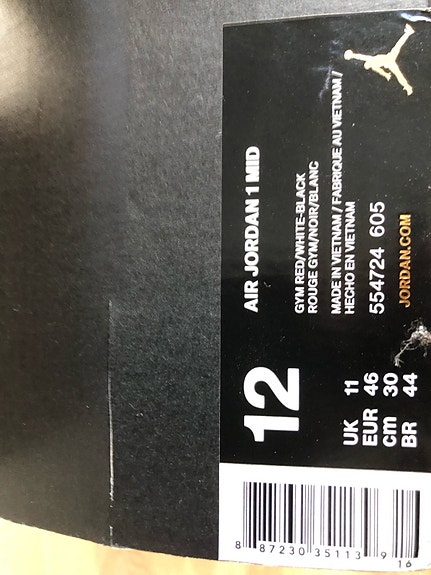 AIR JORDAN 1 MID
GYM RED/WHITE-BLACK
ROUGE GYM/NOIR/BLANC
MADE IN VIETNAM / FABRIQUE AU VIETNAM /
HECHO EN VIETNAM
554724 605
JORDAN.COM
12
UK 11
EUR 46
cm 30
BR 44
8 87230 35113 9
16